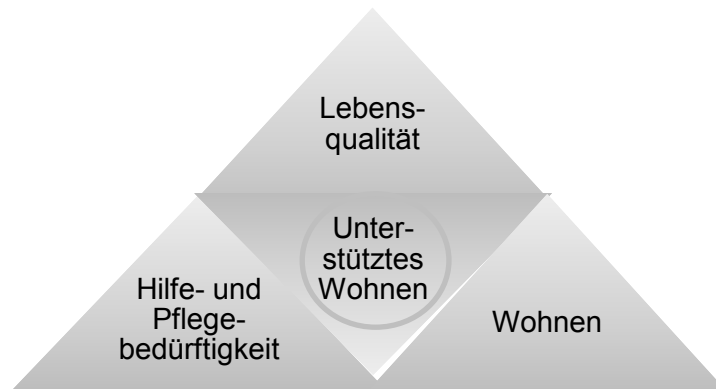 Lebens-
qualität
Unter-
stütztes
Wohnen
Hilfe- und
Pflege-
bedürftigkeit
Wohnen